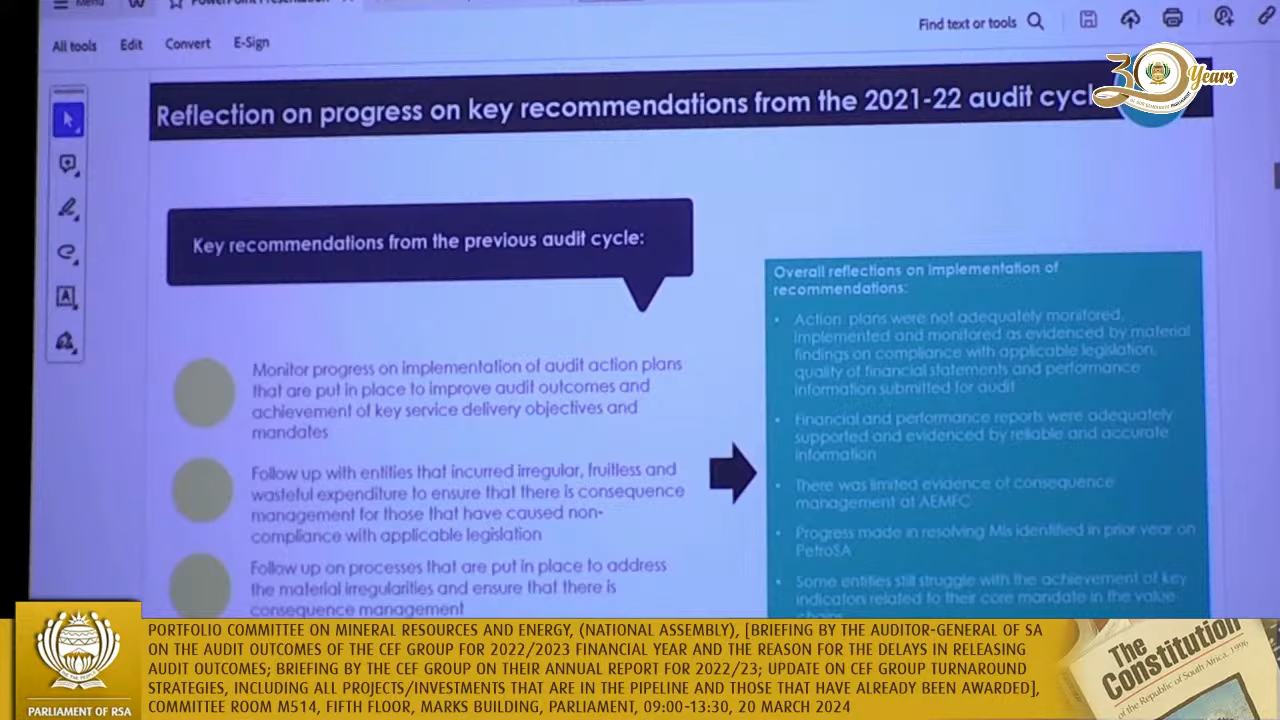 Menu
Find text or tools
All tools Edit Convert E-Sign
30 Years
Reflection on progress on key recommendations from the 2021-22 audit
Key recommendations from the previous audit cycle:
Monitor progress on implementation of audit action plans
that are put in place to improve audit outcomes and
achievement of key service delivery objectives and
mandates
Follow up with entities that incurred irregular, fruitless and
wasteful expenditure to ensure that there is consequence
management for those that have caused non-
compliance with applicable legislation
Follow up on processes that are put in place to address
the material irregularities and ensure that there is
consequence management
Overall reflections on implementation of
recommendations:
• Action plans were not adequately monitored,
implemented and monitored as evidenced by material
findings on compliance with applicable legislation,
quality of financial statements and performance
information submitted for audit
• Financial and performance reports were adequately
supported and evidenced by reliable and accurate
information
• There was limited evidence of consequence
management at AEMFC
• Progress made in resolving MIs identified in prior year on
PetroSA
• Some entities still struggle with the achievement of key
indicators related to their core mandate in the value
PORTFOLIO COMMITTEE ON MINERAL RESOURCES AND ENERGY, (NATIONAL ASSEMBLY), [BRIEFING BY THE AUDITOR-GENERAL OF SA
ON THE AUDIT OUTCOMES OF THE CEF GROUP FOR 2022/2023 FINANCIAL YEAR AND THE REASON FOR THE DELAYS IN RELEASING
AUDIT OUTCOMES; BRIEFING BY THE CEF GROUP ON THEIR ANNUAL REPORT FOR 2022/23; UPDATE ON CEF GROUP TURNAROUND
STRATEGIES, INCLUDING ALL PROJECTS/INVESTMENTS THAT ARE IN THE PIPELINE AND THOSE THAT HAVE ALREADY BEEN AWARDED],
COMMITTEE ROOM M514, FIFTH FLOOR, MARKS BUILDING, PARLIAMENT, 09:00-13:30, 20 MARCH 2024
PARLIAMENT OF RSA
The
Constitution
of the Republic of South Africa, 1996